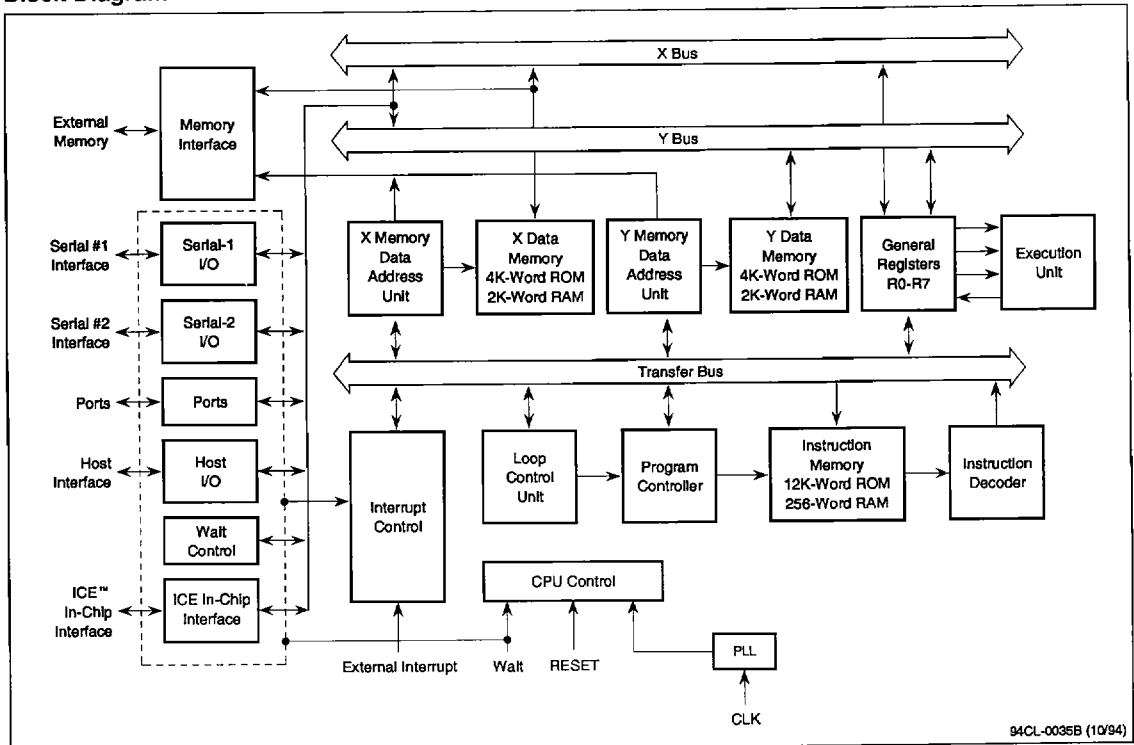 Block Diagram
X Bus
External
Memory
Memory
Interface
Y Bus
Serial #1
Interface
Serial-1
I/O
X Memory
Data
Address
Unit
X Data
Memory
4K-Word ROM
2K-Word RAM
Y Memory
Data
Address
Unit
Y Data
Memory
4K-Word ROM
2K-Word RAM
General
Registers
R0-R7
Execution
Unit
Serial #2
Interface
Serial-2
I/O
Transfer Bus
Ports
Ports
Host
Interface
Host
I/O
Interrupt
Control
Loop
Control
Unit
Program
Controller
Instruction
Memory
12K-Word ROM
256-Word RAM
Instruction
Decoder
Wait
Control
CPU Control
ICE™
In-Chip
Interface
ICE In-Chip
Interface
External Interrupt
Wait
RESET
PLL
CLK
94CL-0035B (10/94)